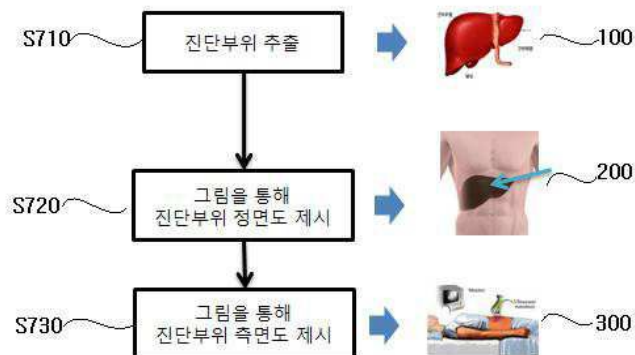 S710
진단부위 추출
100
S720
그림을 통해
진단부위 정면도 제시
200
S730
그림을 통해
진단부위 측면도 제시
Monitor
300